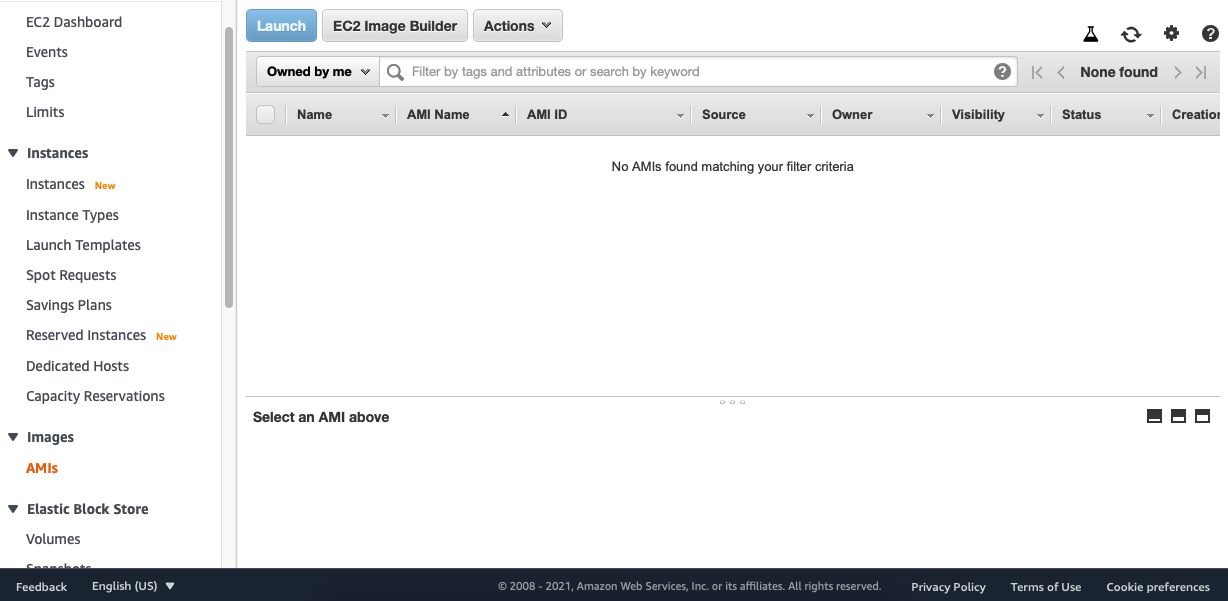 EC2 Dashboard
Events
Tags
Limits
Instances
Instances New
Instance Types
Launch Templates
Spot Requests
Savings Plans
Reserved Instances New
Dedicated Hosts
Capacity Reservations
Images
AMIs
Elastic Block Store
Volumes
Snapshots
Launch EC2 Image Builder Actions
Owned by me Filter by tags and attributes or search by keyword None found
Name AMI Name AMI ID Source Owner Visibility Status Creation
No AMIs found matching your filter criteria
Select an AMI above
Feedback English (US) © 2008 - 2021, Amazon Web Services, Inc. or its affiliates. All rights reserved. Privacy Policy Terms of Use Cookie preferences